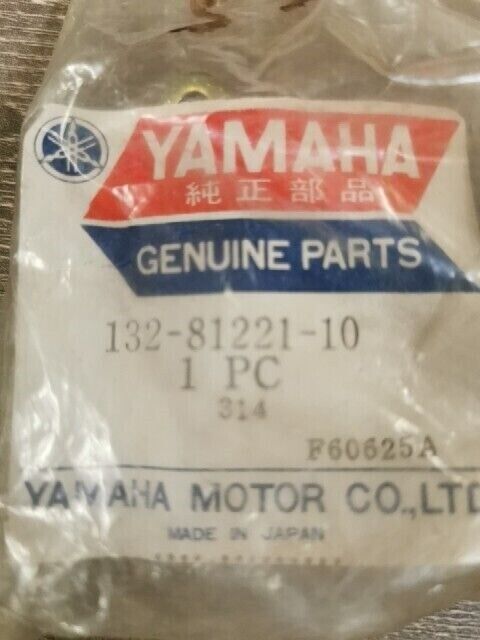 YAMAHA
純正部品
GENUINE PARTS
132-81221-10
1 PC
314
F60625A
YAMAHA MOTOR CO.,LTD
MADE IN JAPAN